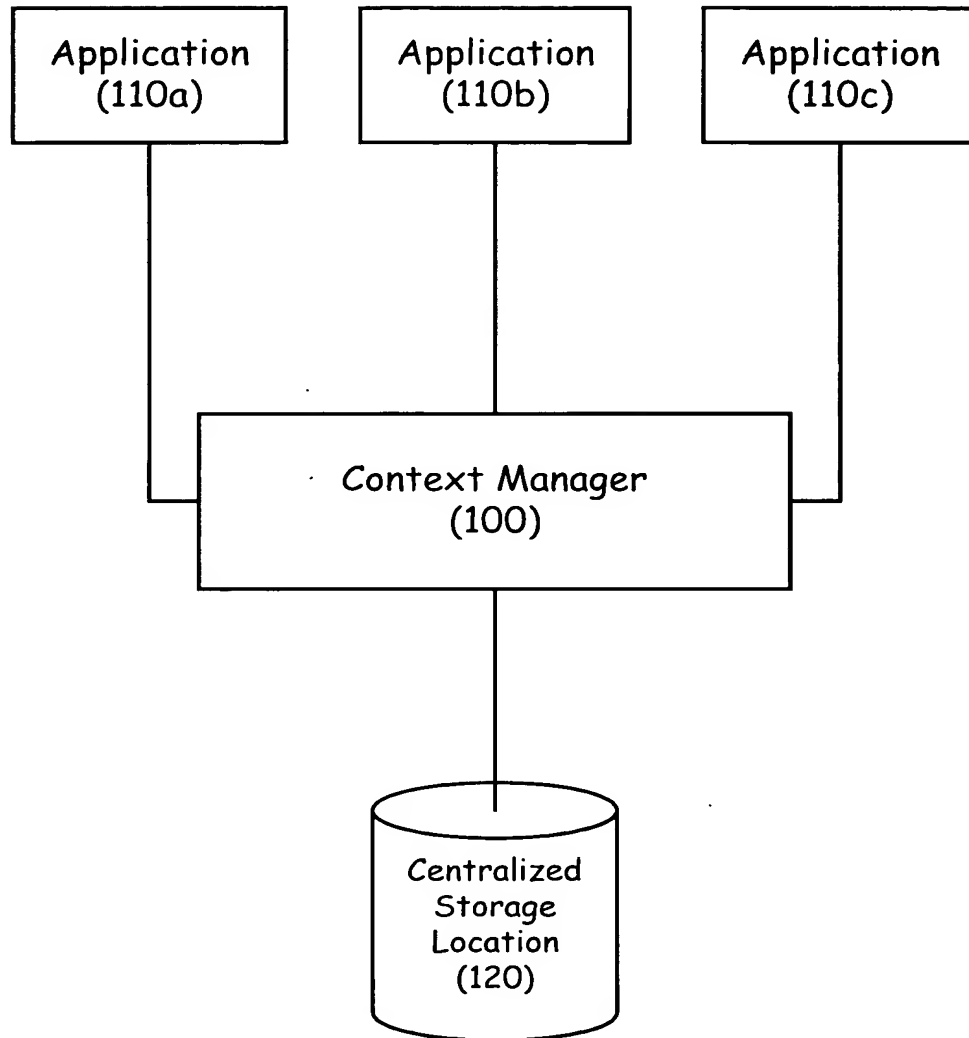 Application
(110a)
Application
(110b)
Application
(110c)
Context Manager
(100)
Centralized
Storage
Location
(120)